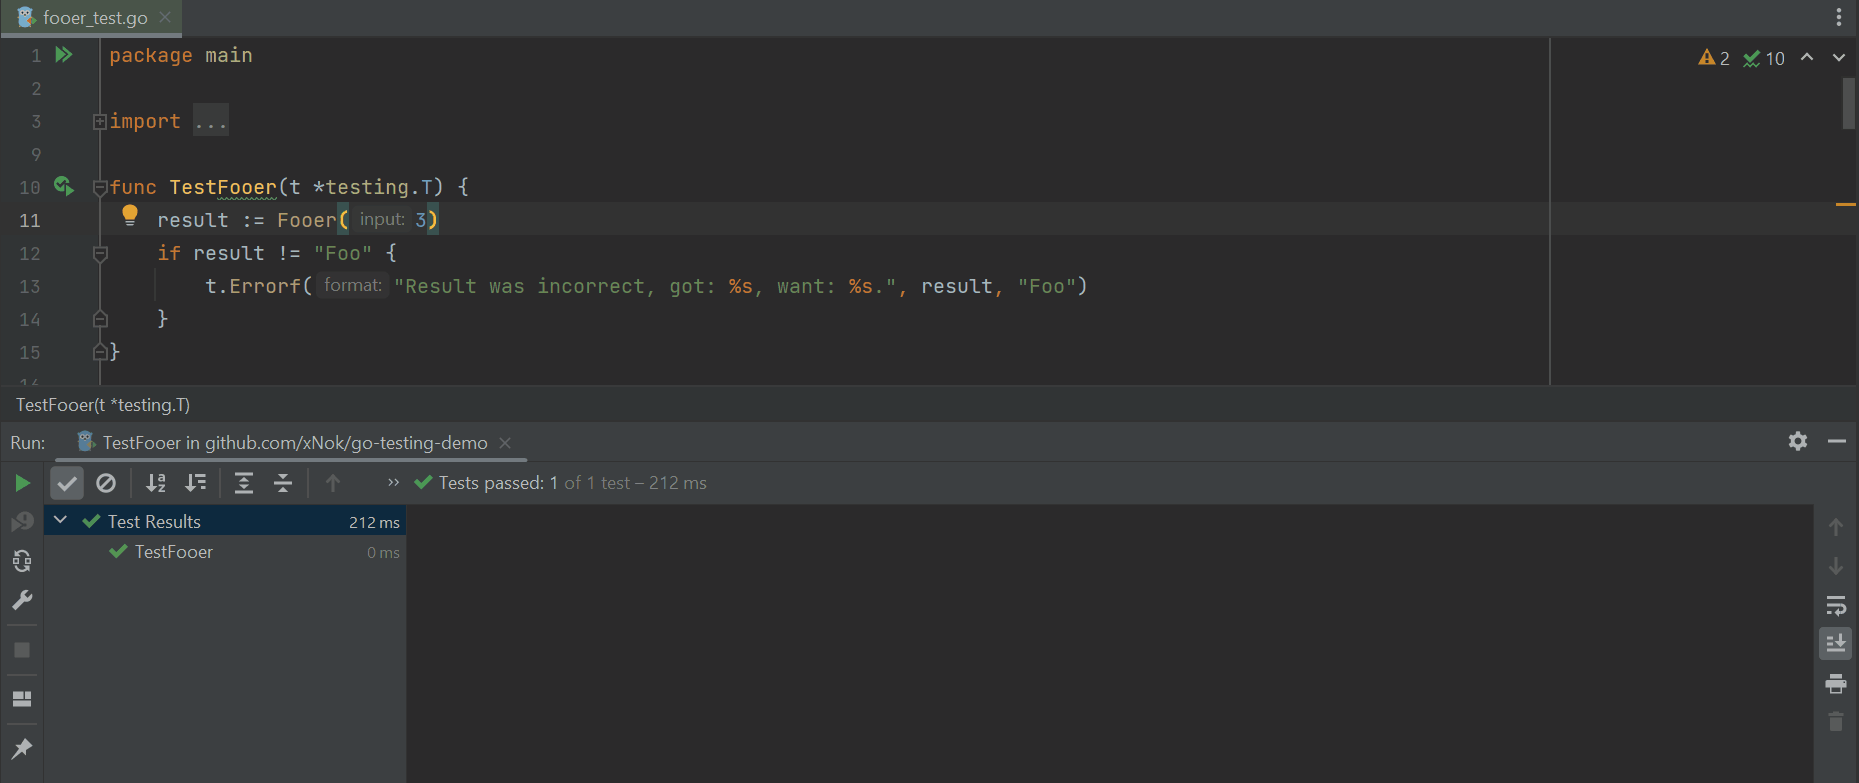 fooer_test.go
1 package main
2
3 import ...
9
10 func TestFooer(t *testing.T) {
11 result := Fooer( input: 3)
12 if result != "Foo" {
13 t.Errorf( format: "Result was incorrect, got: %s, want: %s.", result, "Foo")
14 }
15 }
16
2 10
TestFooer(t *testing.T)
Run: TestFooer in github.com/xNok/go-testing-demo
Tests passed: 1 of 1 test – 212 ms
Test Results 212 ms
TestFooer 0 ms